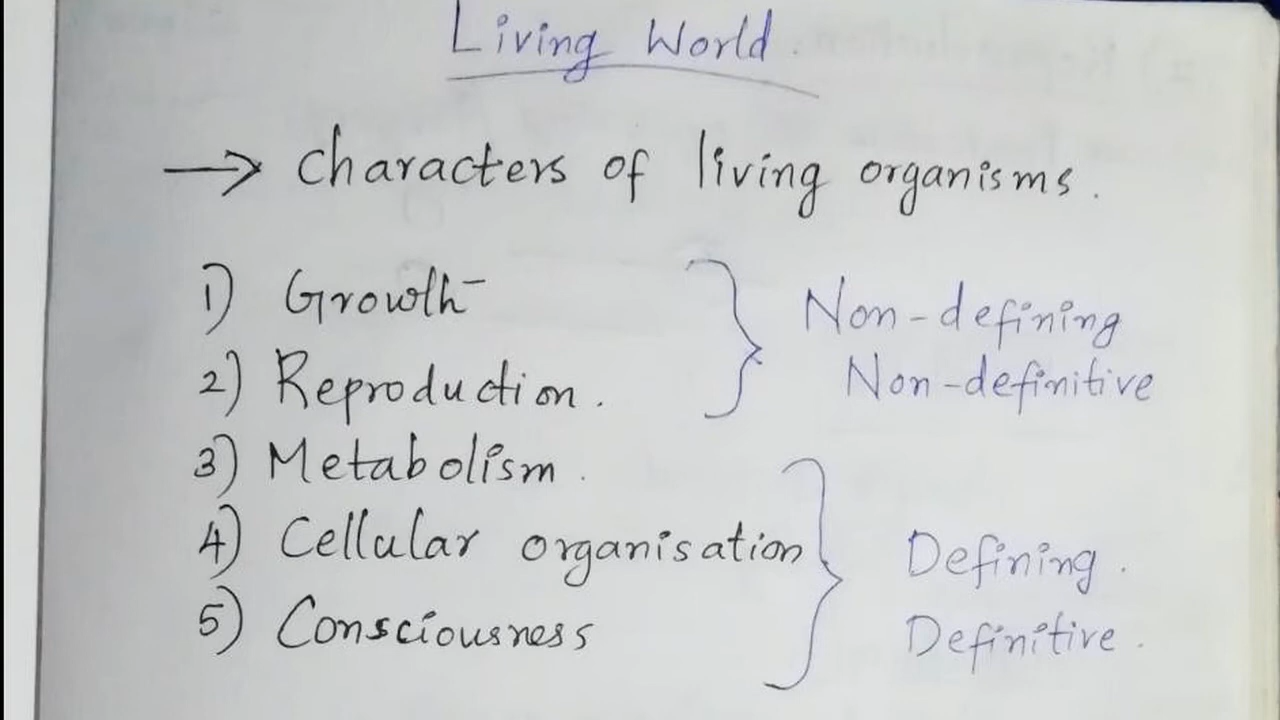 Living World.
→ Characters of living organisms.
1) Growth
2) Reproduction.
3) Metabolism.
4) Cellular organisation
5) Consciousness
Non-defining
Non-definitive
Defining.
Definitive.